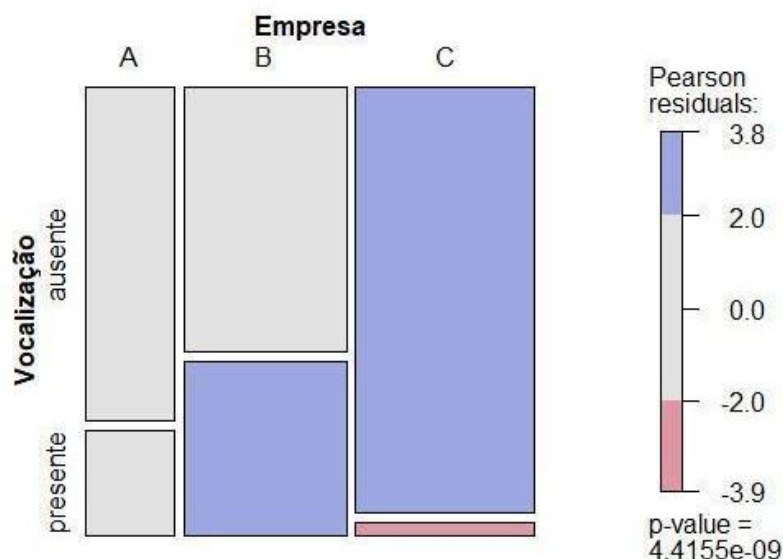 Empresa
A B C
Vocalização
ausente
presente
Pearson
residuals:
3.8
2.0
0.0
-2.0
-3.9
p-value =
4.4155e-09